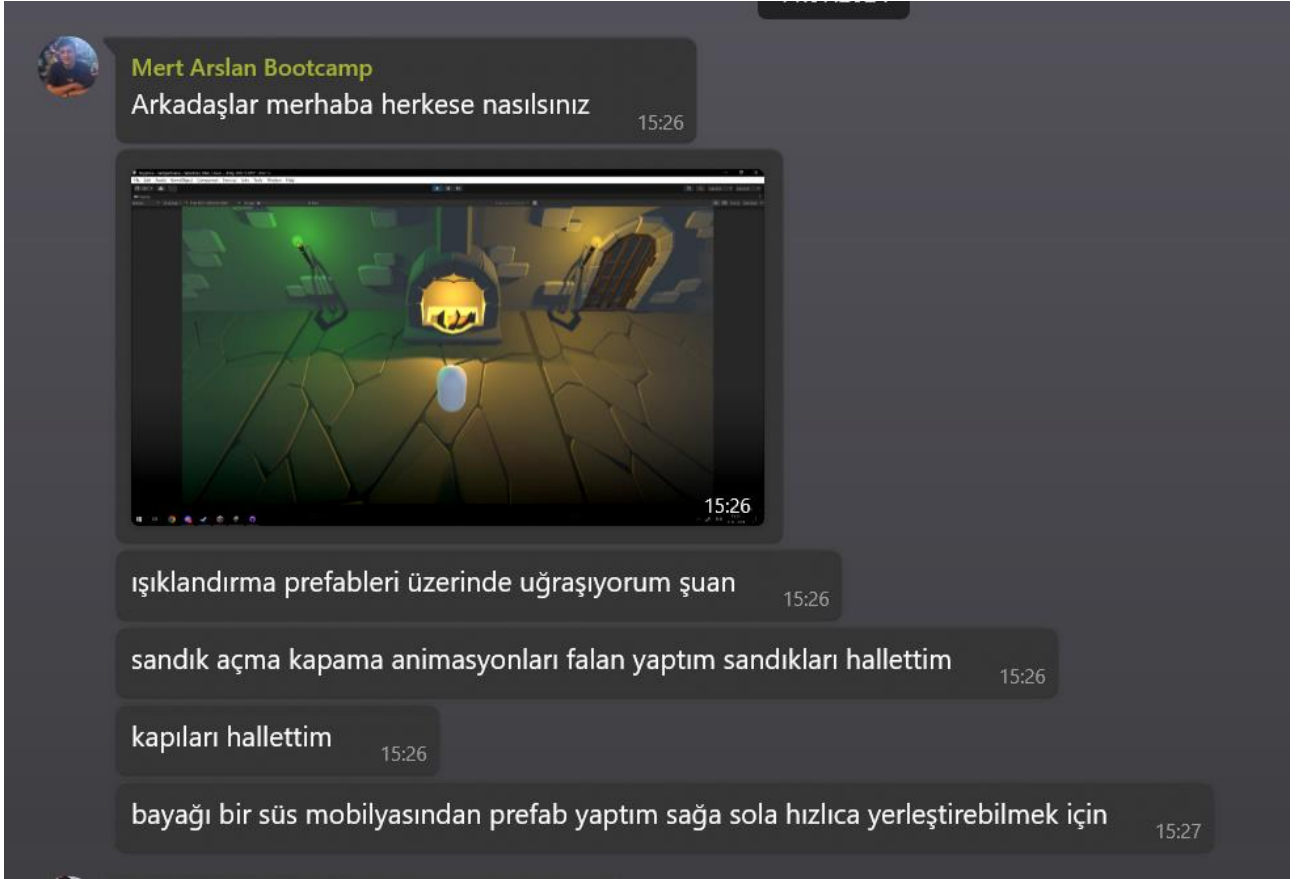 Mert Arslan Bootcamp
Arkadaşlar merhaba herkese nasılsınız
15:26
15:26
ışıklandırma prefableri üzerinde uğraşıyorum şuan
15:26
sandık açma kapama animasyonları falan yaptım sandıkları hallettim
15:26
kapıları hallettim
15:26
bayağı bir süs mobilyasından prefab yaptım sağa sola hızlıca yerleştirebilmek için
15:27